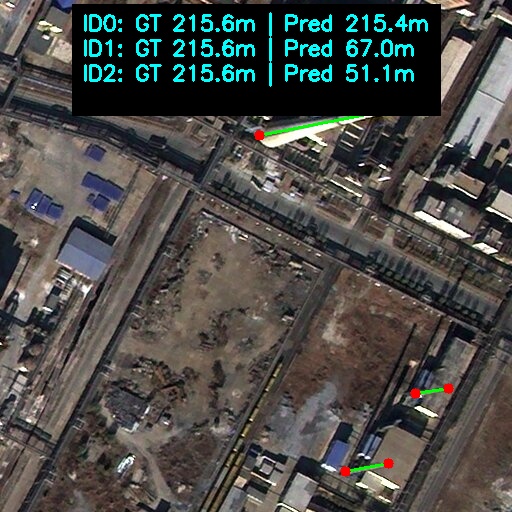 ID0: GT 215.6m | Pred 215.4m
ID1: GT 215.6m | Pred 67.0m
ID2: GT 215.6m | Pred 51.1m